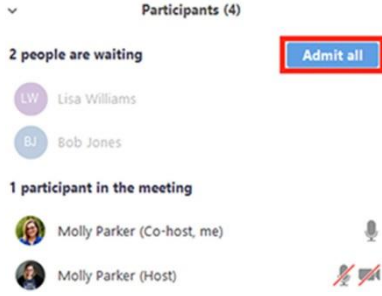 Participants (4)
2 people are waiting Admit all
LW Lisa Williams
BJ Bob Jones
1 participant in the meeting
Molly Parker (Co-host, me)
Molly Parker (Host)